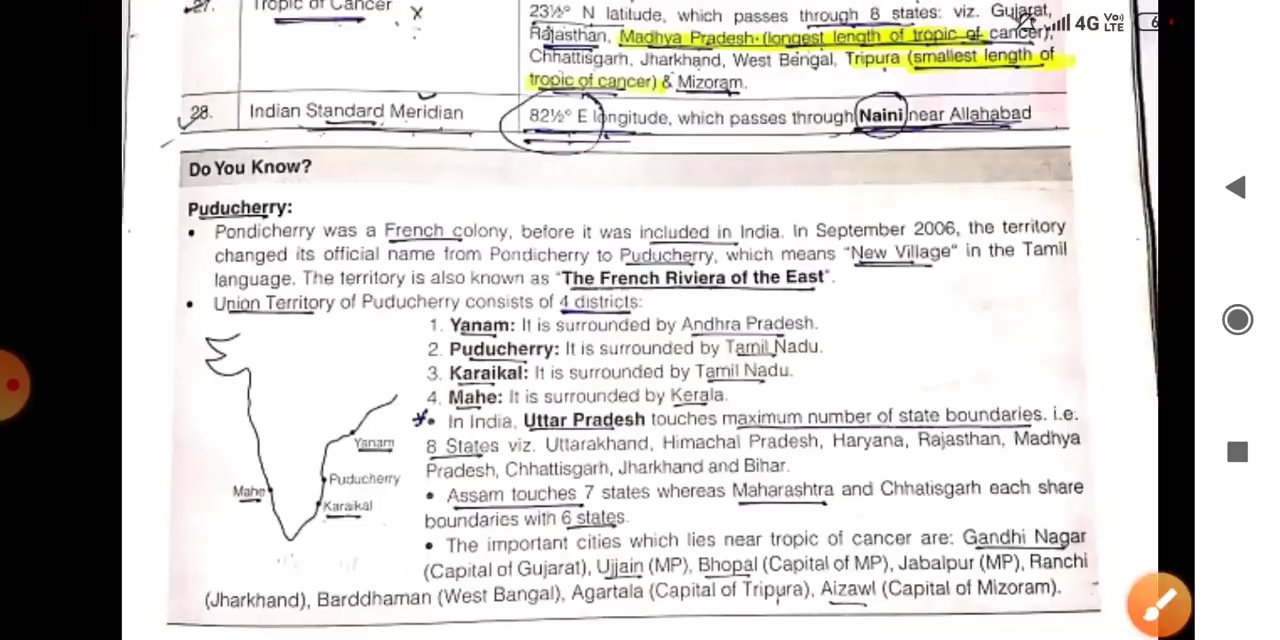 27. Tropic of Cancer
23½° N latitude, which passes through 8 states: viz. Gujarat,
Rajasthan, Madhya Pradesh (longest length of tropic of cancer),
Chhattisgarh, Jharkhand, West Bengal, Tripura (smallest length of
tropic of cancer) & Mizoram.
28. Indian Standard Meridian 82½° E longitude, which passes through Naini near Allahabad
4G Vo) LTE 6
Do You Know?
Puducherry:
• Pondicherry was a French colony, before it was included in India. In September 2006, the territory
changed its official name from Pondicherry to Puducherry, which means "New Village" in the Tamil
language. The territory is also known as "The French Riviera of the East".
• Union Territory of Puducherry consists of 4 districts:
1. Yanam: It is surrounded by Andhra Pradesh.
2. Puducherry: It is surrounded by Tamil Nadu.
3. Karaikal: It is surrounded by Tamil Nadu.
4. Mahe: It is surrounded by Kerala.
• In India, Uttar Pradesh touches maximum number of state boundaries. i.e.
8 States viz. Uttarakhand, Himachal Pradesh, Haryana, Rajasthan, Madhya
Pradesh, Chhattisgarh, Jharkhand and Bihar.
• Assam touches 7 states whereas Maharashtra and Chhatisgarh each share
boundaries with 6 states.
• The important cities which lies near tropic of cancer are: Gandhi Nagar
(Capital of Gujarat), Ujjain (MP), Bhopal (Capital of MP), Jabalpur (MP), Ranchi
(Jharkhand), Barddhaman (West Bangal), Agartala (Capital of Tripura), Aizawl (Capital of Mizoram).
Yanam
Puducherry
Mahe
Karaikal